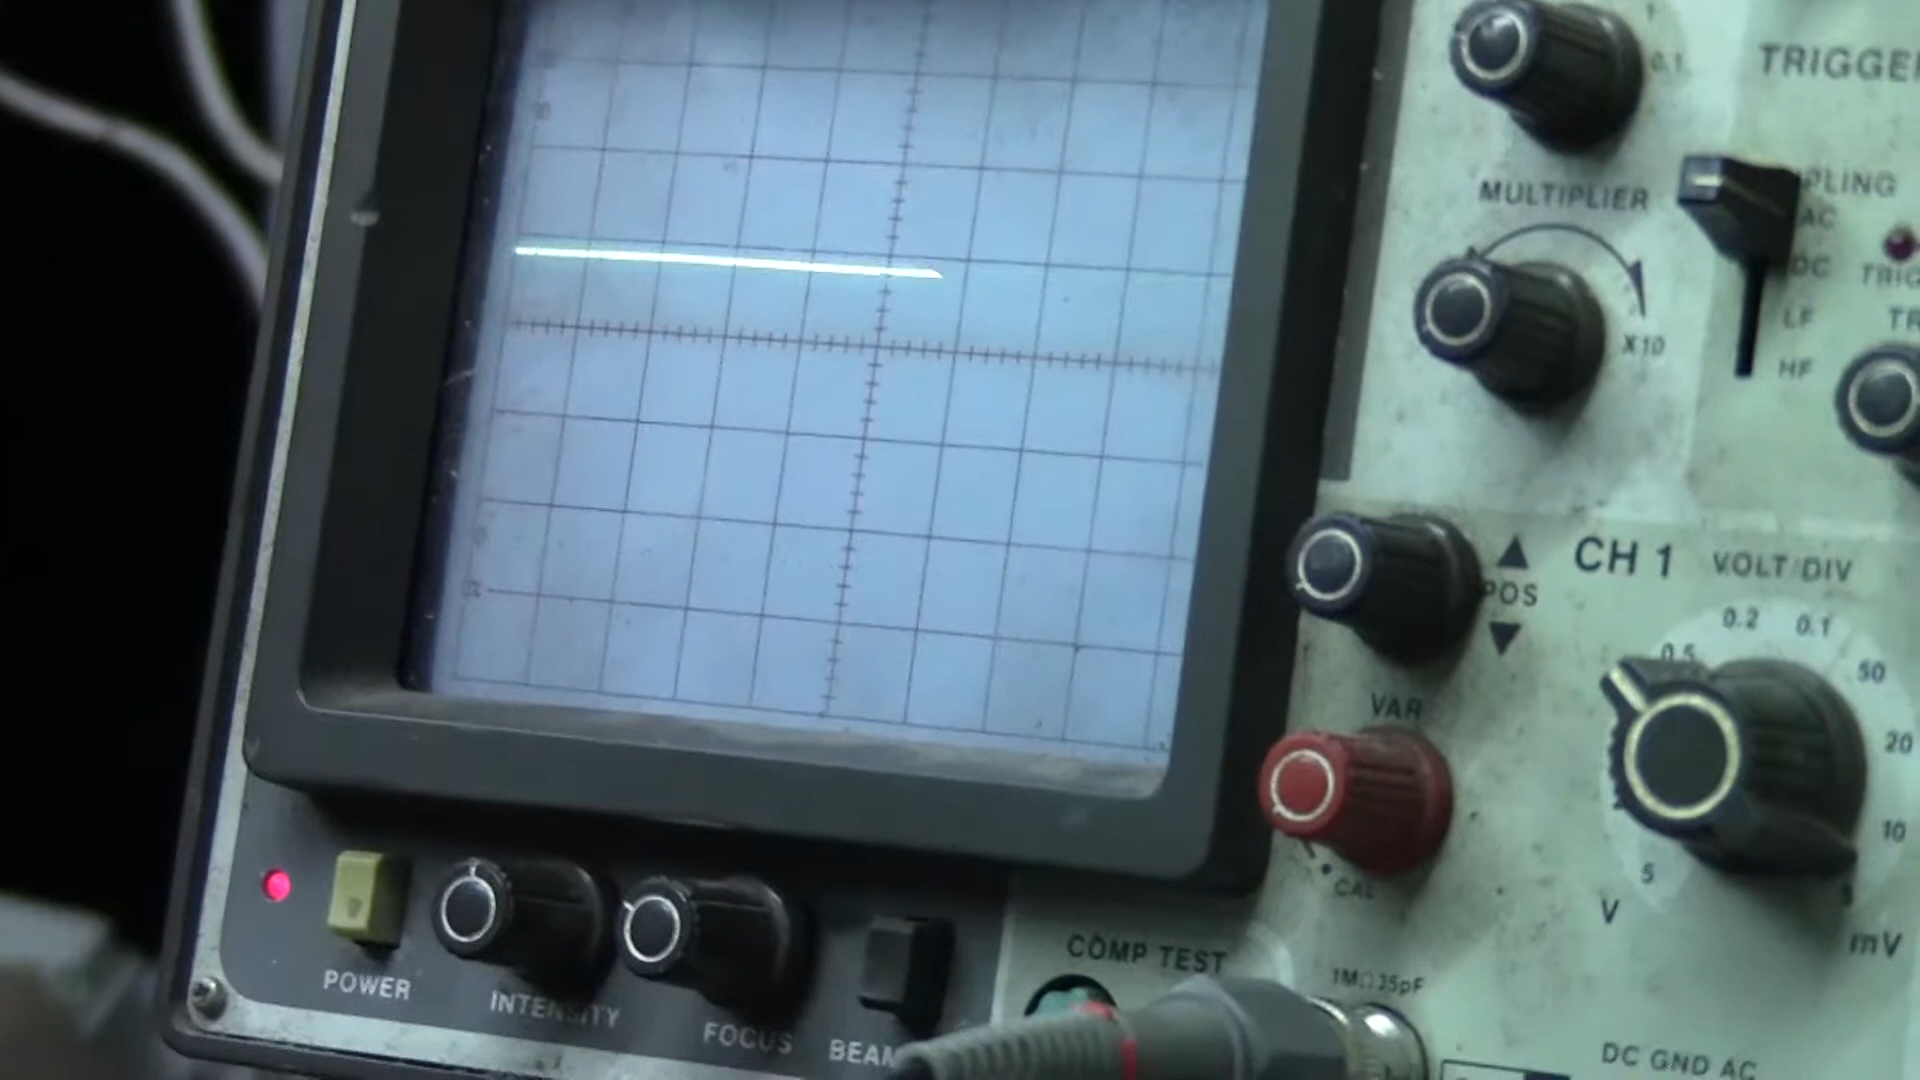 0.1
TRIGGE
MULTIPLIER
PLING
AC
DC
TRIG
LF
TR
X10
HF
CH 1
VOLT/DIV
POS
0.2
0.1
0.5
50
VAR
20
10
CAL
5
V
mV
COMP TEST
POWER
INTENSITY
1MΩ35pF
FOCUS
BEAM
DC GND AC